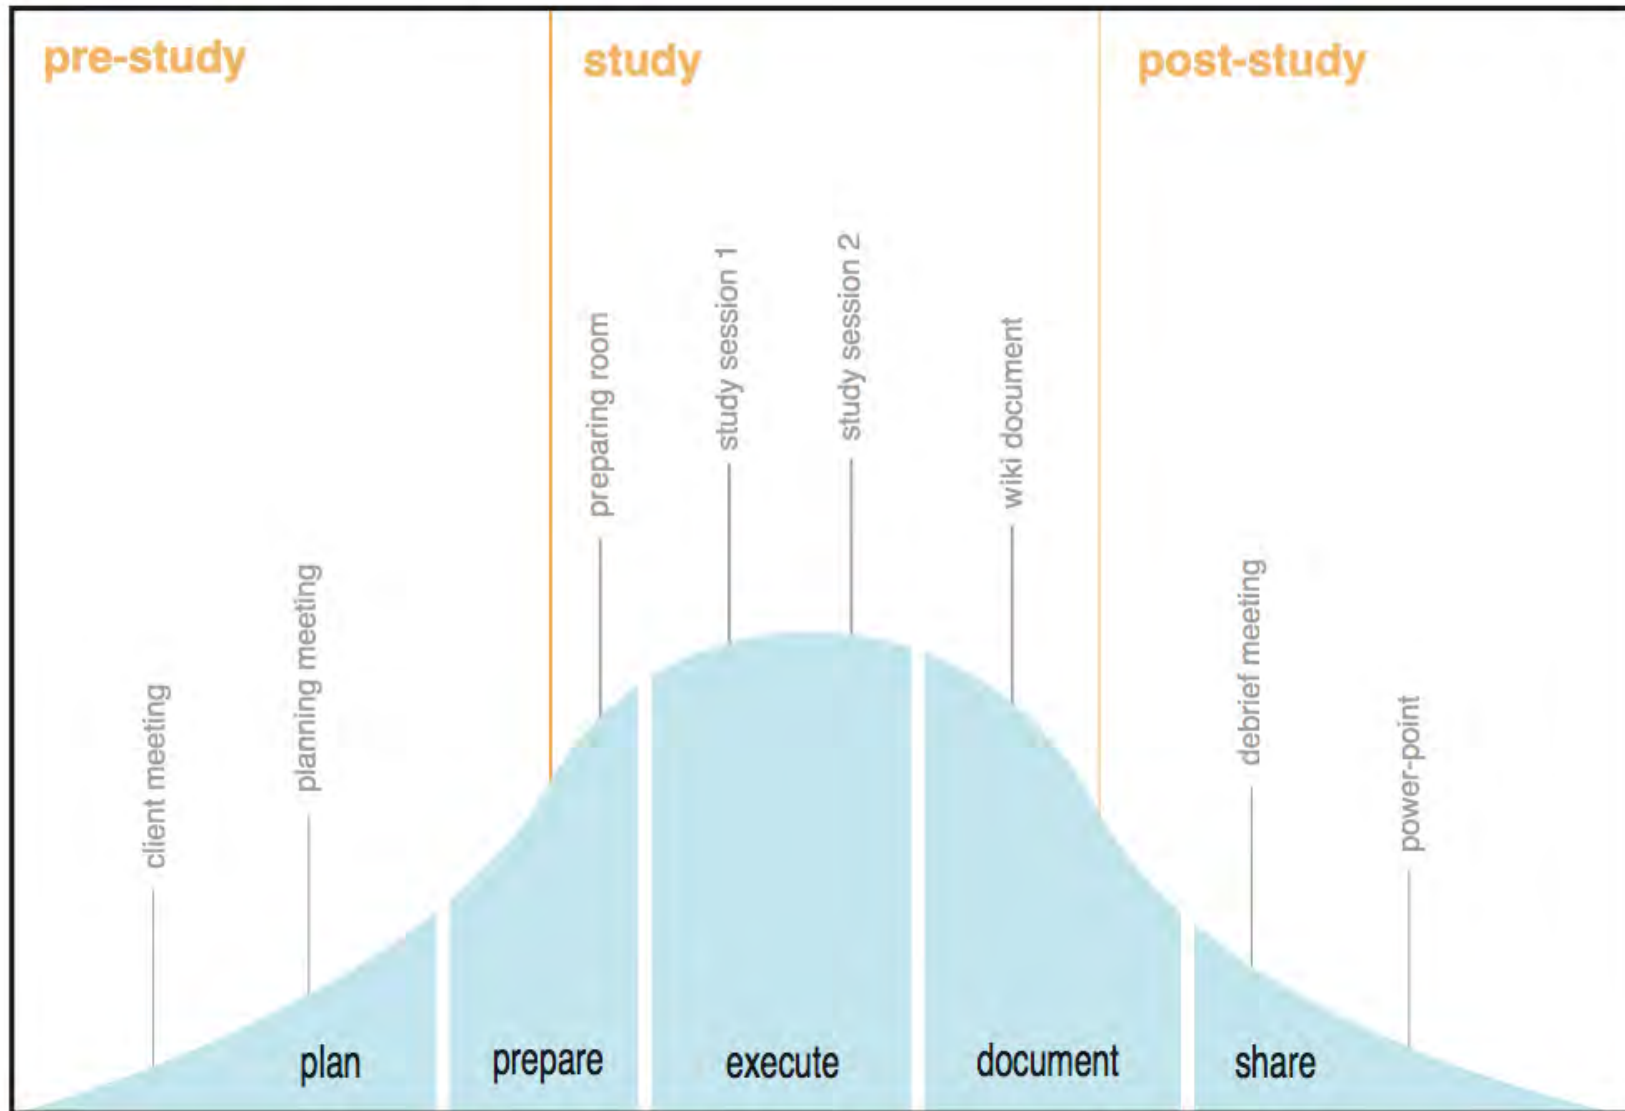 pre-study
study
post-study
client meeting
planning meeting
preparing room
study session 1
study session 2
wiki document
debrief meeting
power-point
plan
prepare
execute
document
share